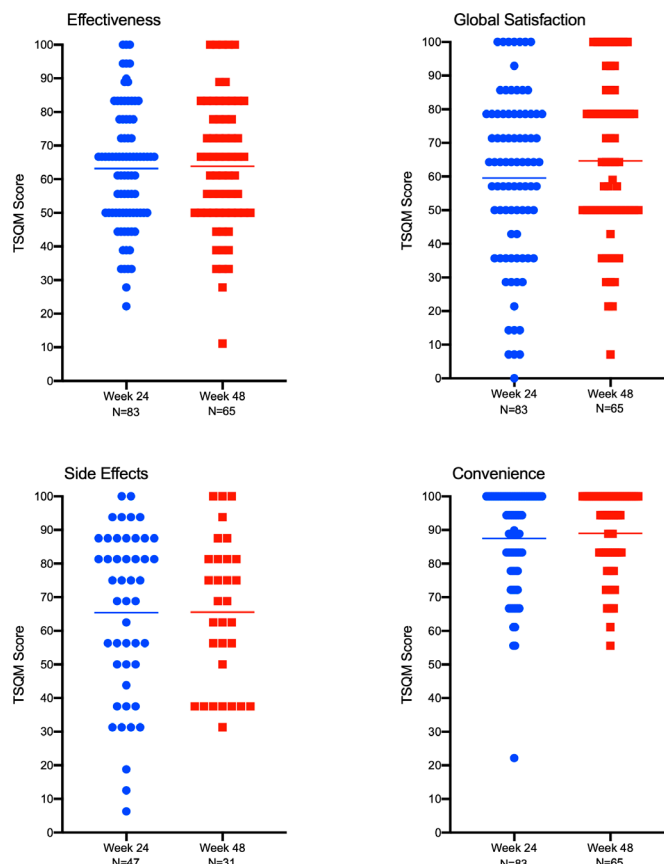 Effectiveness
100
90
80
70
60
50
40
30
20
10
0
TSQM Score
Week 24
N=83
Week 48
N=65
Global Satisfaction
100
90
80
70
60
50
40
30
20
10
0
TSQM Score
Week 24
N=83
Week 48
N=65
Side Effects
100
90
80
70
60
50
40
30
20
10
0
TSQM Score
Week 24
N=47
Week 48
N=31
Convenience
100
90
80
70
60
50
40
30
20
10
0
TSQM Score
Week 24
N=83
Week 48
N=65